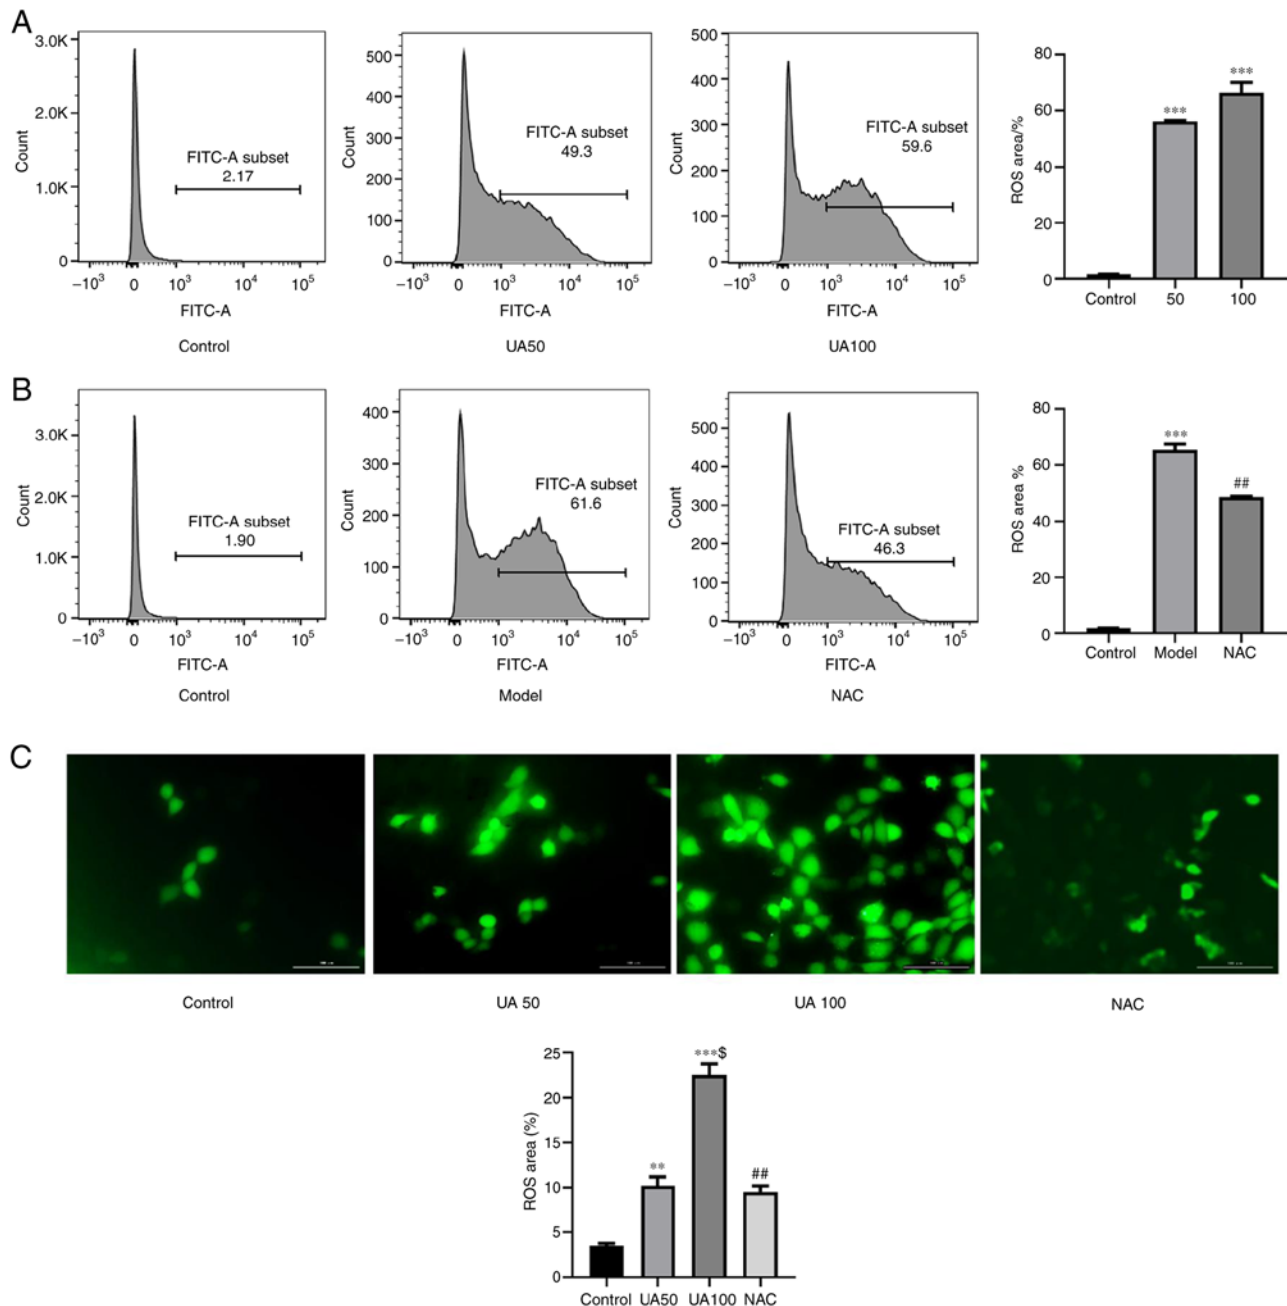 A
3.0K
2.0K
1.0K
0
Count
FITC-A subset
2.17
−10³ 0 10³ 10⁴ 10⁵
FITC-A
Control
500
400
300
200
100
0
Count
FITC-A subset
49.3
−10³ 0 10³ 10⁴ 10⁵
FITC-A
UA50
500
400
300
200
100
0
Count
FITC-A subset
59.6
−10³ 0 10³ 10⁴ 10⁵
FITC-A
UA100
80
60
40
20
0
ROS area/%
***
***
Control 50 100
B
3.0K
2.0K
1.0K
0
Count
FITC-A subset
1.90
−10³ 0 10³ 10⁴ 10⁵
FITC-A
Control
400
300
200
100
0
Count
FITC-A subset
61.6
−10³ 0 10³ 10⁴ 10⁵
FITC-A
Model
500
400
300
200
100
0
Count
FITC-A subset
46.3
−10³ 0 10³ 10⁴ 10⁵
FITC-A
NAC
80
60
40
20
0
ROS area %
***
##
Control Model NAC
C
Control
UA 50
UA 100
NAC
25
20
15
10
5
0
ROS area (%)
**
***$
##
Control UA50 UA100 NAC